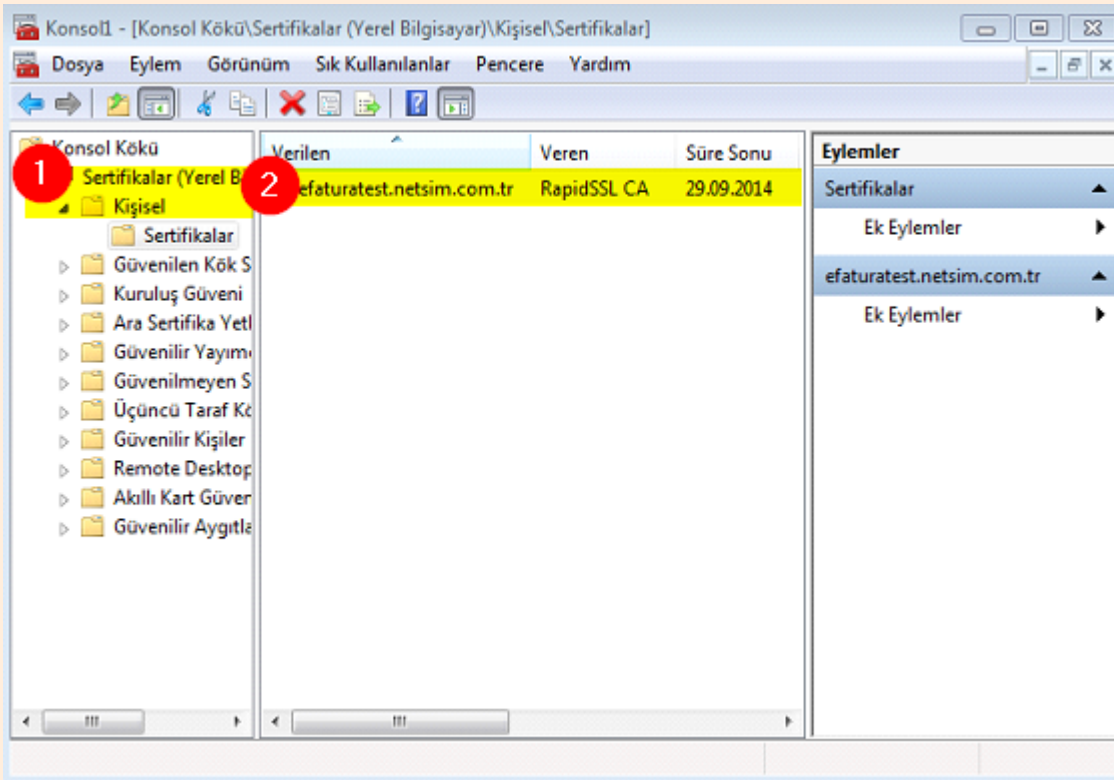 Konsol1 - [Konsol Kökü\Sertifikalar (Yerel Bilgisayar)\Kişisel\Sertifikalar]
Dosya Eylem Görünüm Sık Kullanılanlar Pencere Yardım
Konsol Kökü
1 Sertifikalar (Yerel B
Kişisel
Sertifikalar
Güvenilen Kök S
Kuruluş Güveni
Ara Sertifika Yetl
Güvenilir Yayım
Güvenilmeyen S
Üçüncü Taraf Kö
Güvenilir Kişiler
Remote Desktop
Akıllı Kart Güver
Güvenilir Aygıtla
Verilen Veren Süre Sonu
2 efaturatest.netsim.com.tr RapidSSL CA 29.09.2014
Eylemler
Sertifikalar
Ek Eylemler
efaturatest.netsim.com.tr
Ek Eylemler